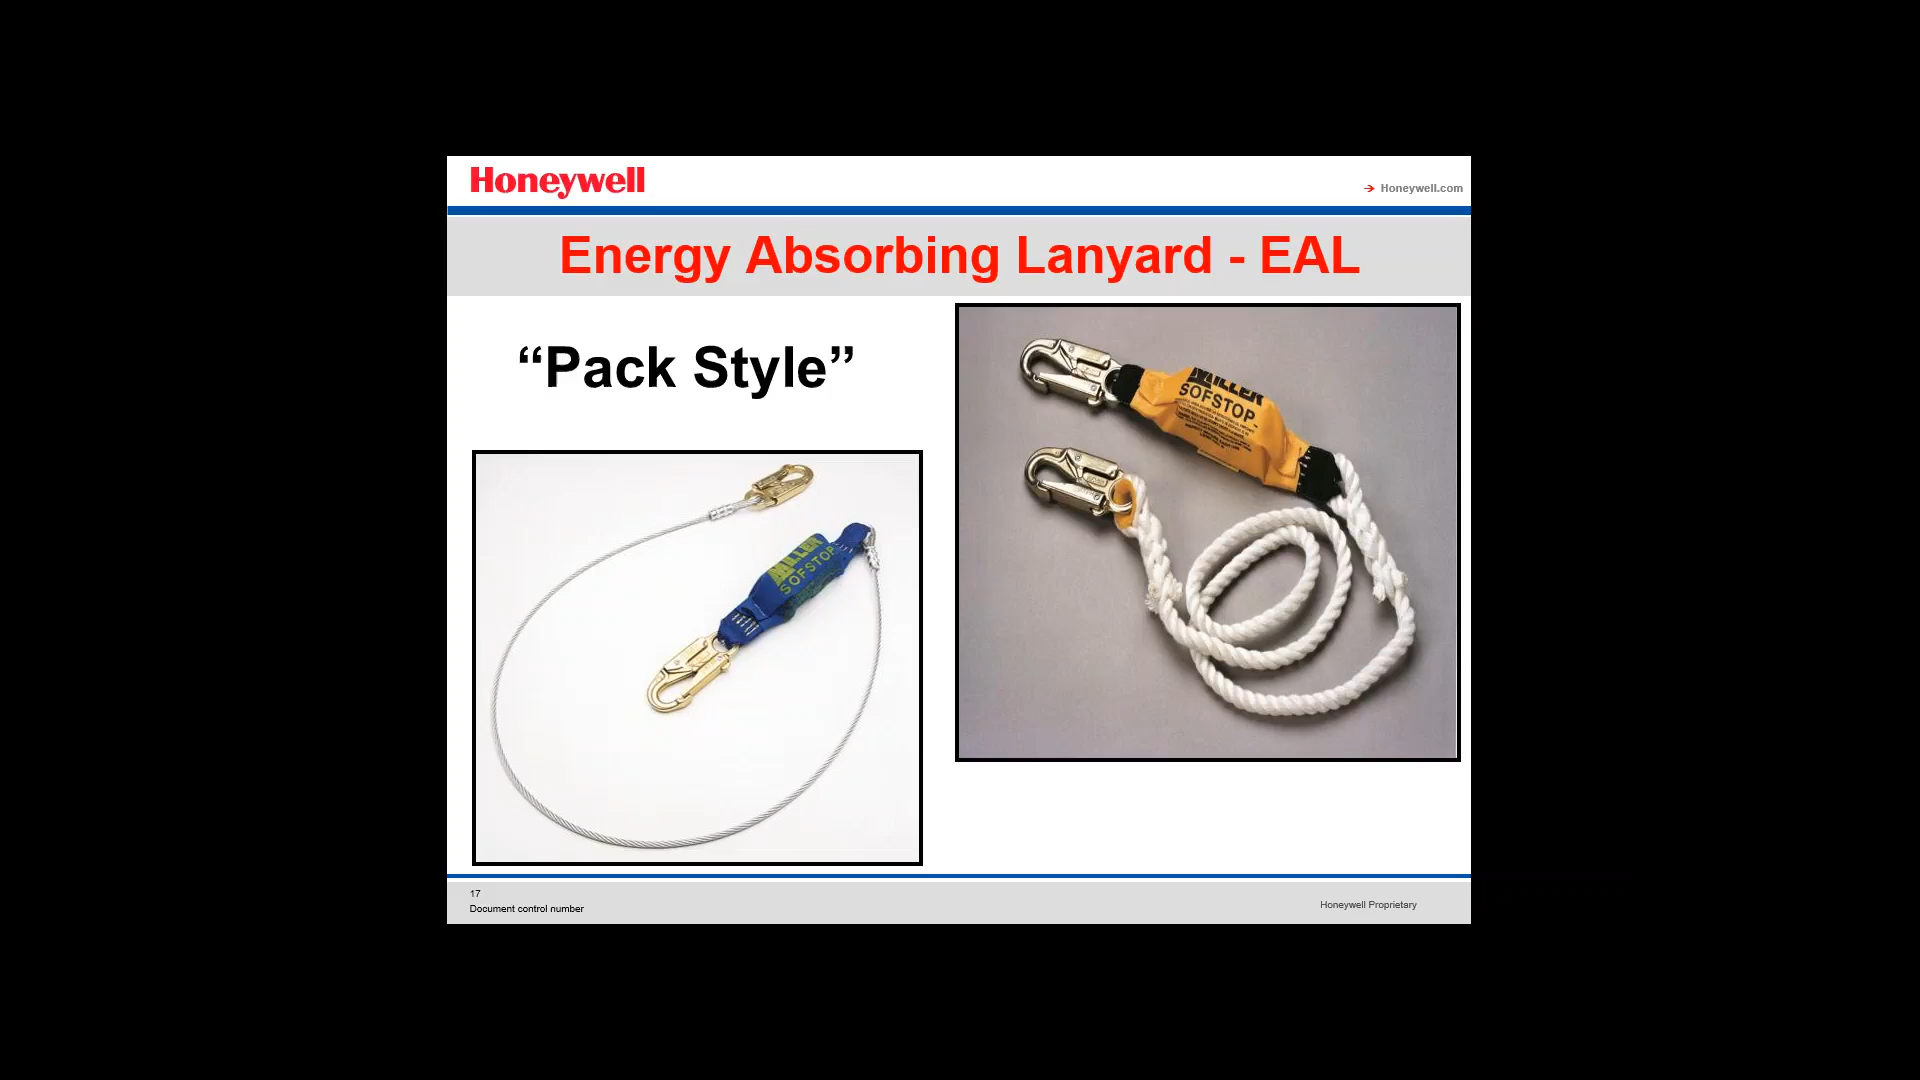 Honeywell
Honeywell.com
Energy Absorbing Lanyard - EAL
“Pack Style”
MILLER
SOFSTOP
MILLER
SOFSTOP
17
Document control number
Honeywell Proprietary